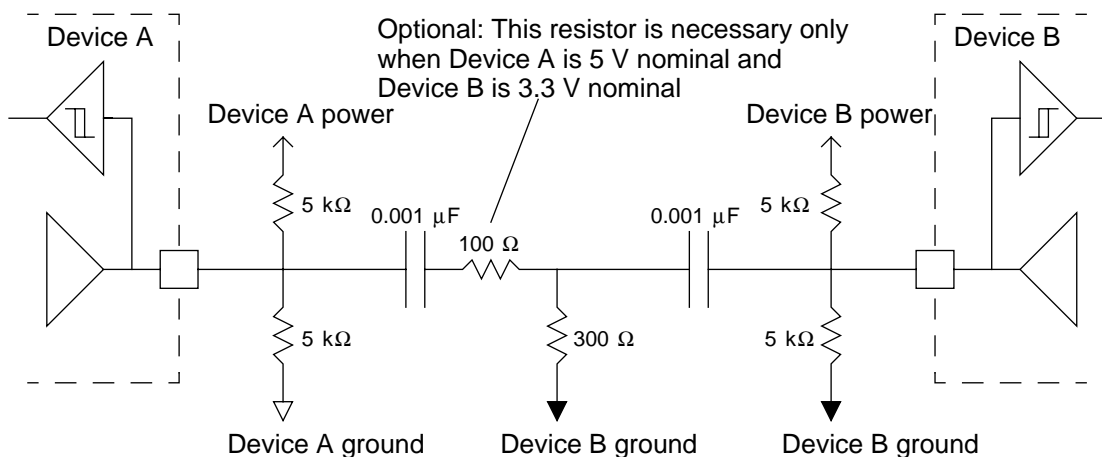 Device A
Optional: This resistor is necessary only
when Device A is 5 V nominal and
Device B is 3.3 V nominal
Device B
Device A power
Device B power
5 kΩ
0.001 µF
100 Ω
0.001 µF
5 kΩ
5 kΩ
300 Ω
5 kΩ
Device A ground
Device B ground
Device B ground